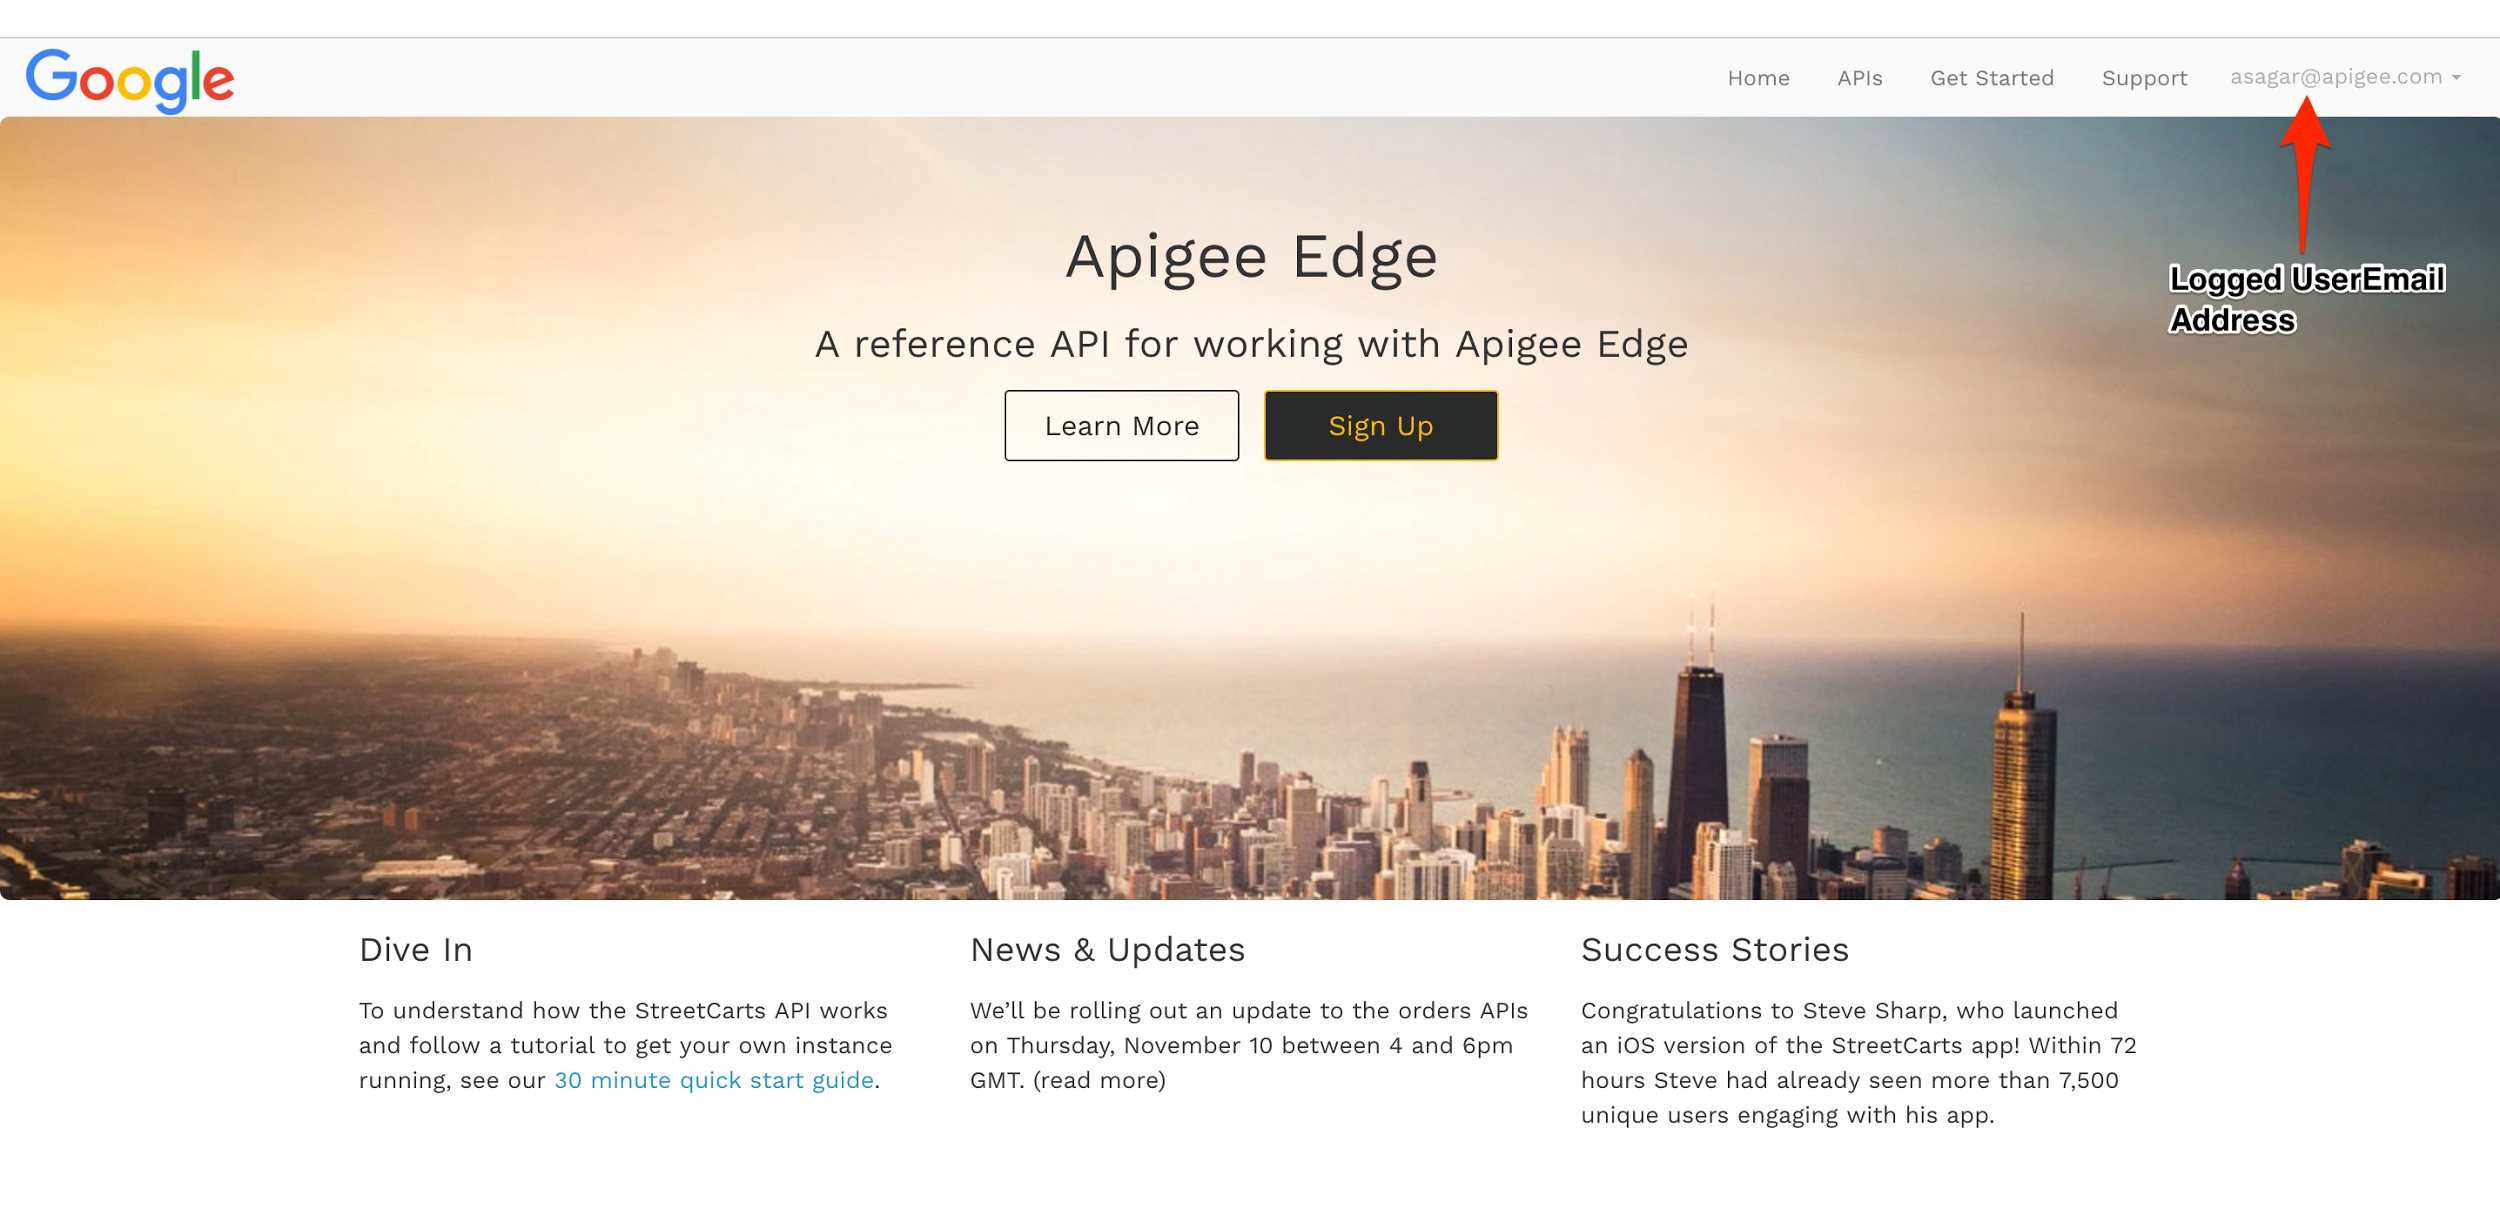 Google
Home
APIs
Get Started
Support
asagar@apigee.com
Logged UserEmail
Address
Apigee Edge
A reference API for working with Apigee Edge
Learn More
Sign Up
Dive In
To understand how the StreetCarts API works
and follow a tutorial to get your own instance
running, see our 30 minute quick start guide.
News & Updates
We’ll be rolling out an update to the orders APIs
on Thursday, November 10 between 4 and 6pm
GMT. (read more)
Success Stories
Congratulations to Steve Sharp, who launched
an iOS version of the StreetCarts app! Within 72
hours Steve had already seen more than 7,500
unique users engaging with his app.